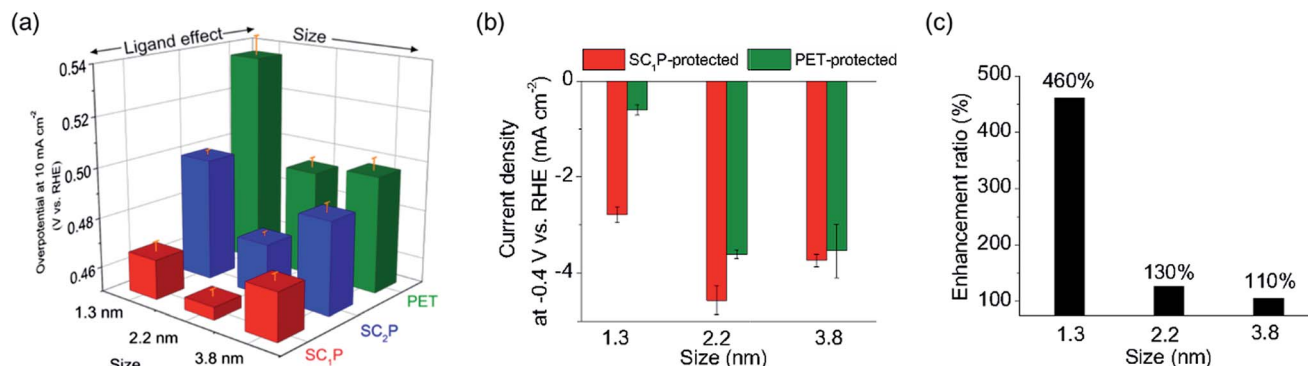 (a)
Ligand effect
Size
Overpotential at 10 mA cm⁻²
(V vs. RHE)
0.54
0.52
0.50
0.48
0.46
1.3 nm
2.2 nm
3.8 nm
Size
SC₁P
SC₂P
PET
(b)
SC₁P-protected
PET-protected
Current density
at -0.4 V vs. RHE (mA cm⁻²)
0
-2
-4
1.3
2.2
3.8
Size (nm)
(c)
Enhancement ratio (%)
500
400
300
200
100
460%
130%
110%
1.3
2.2
3.8
Size (nm)